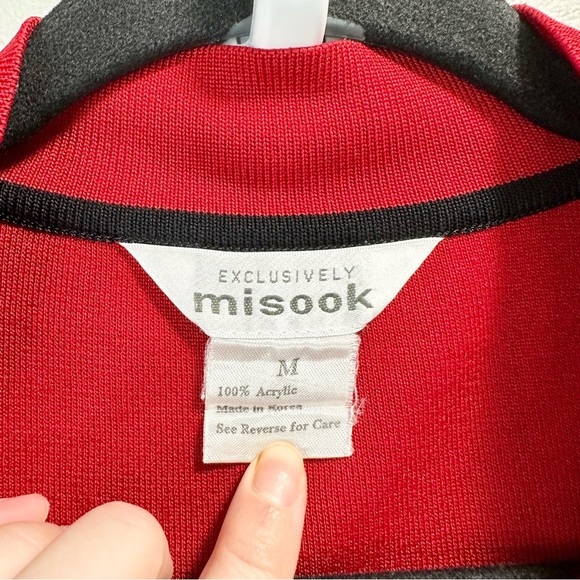 EXCLUSIVELY
misook
M
100% Acrylic
Made in Korea
See Reverse for Care